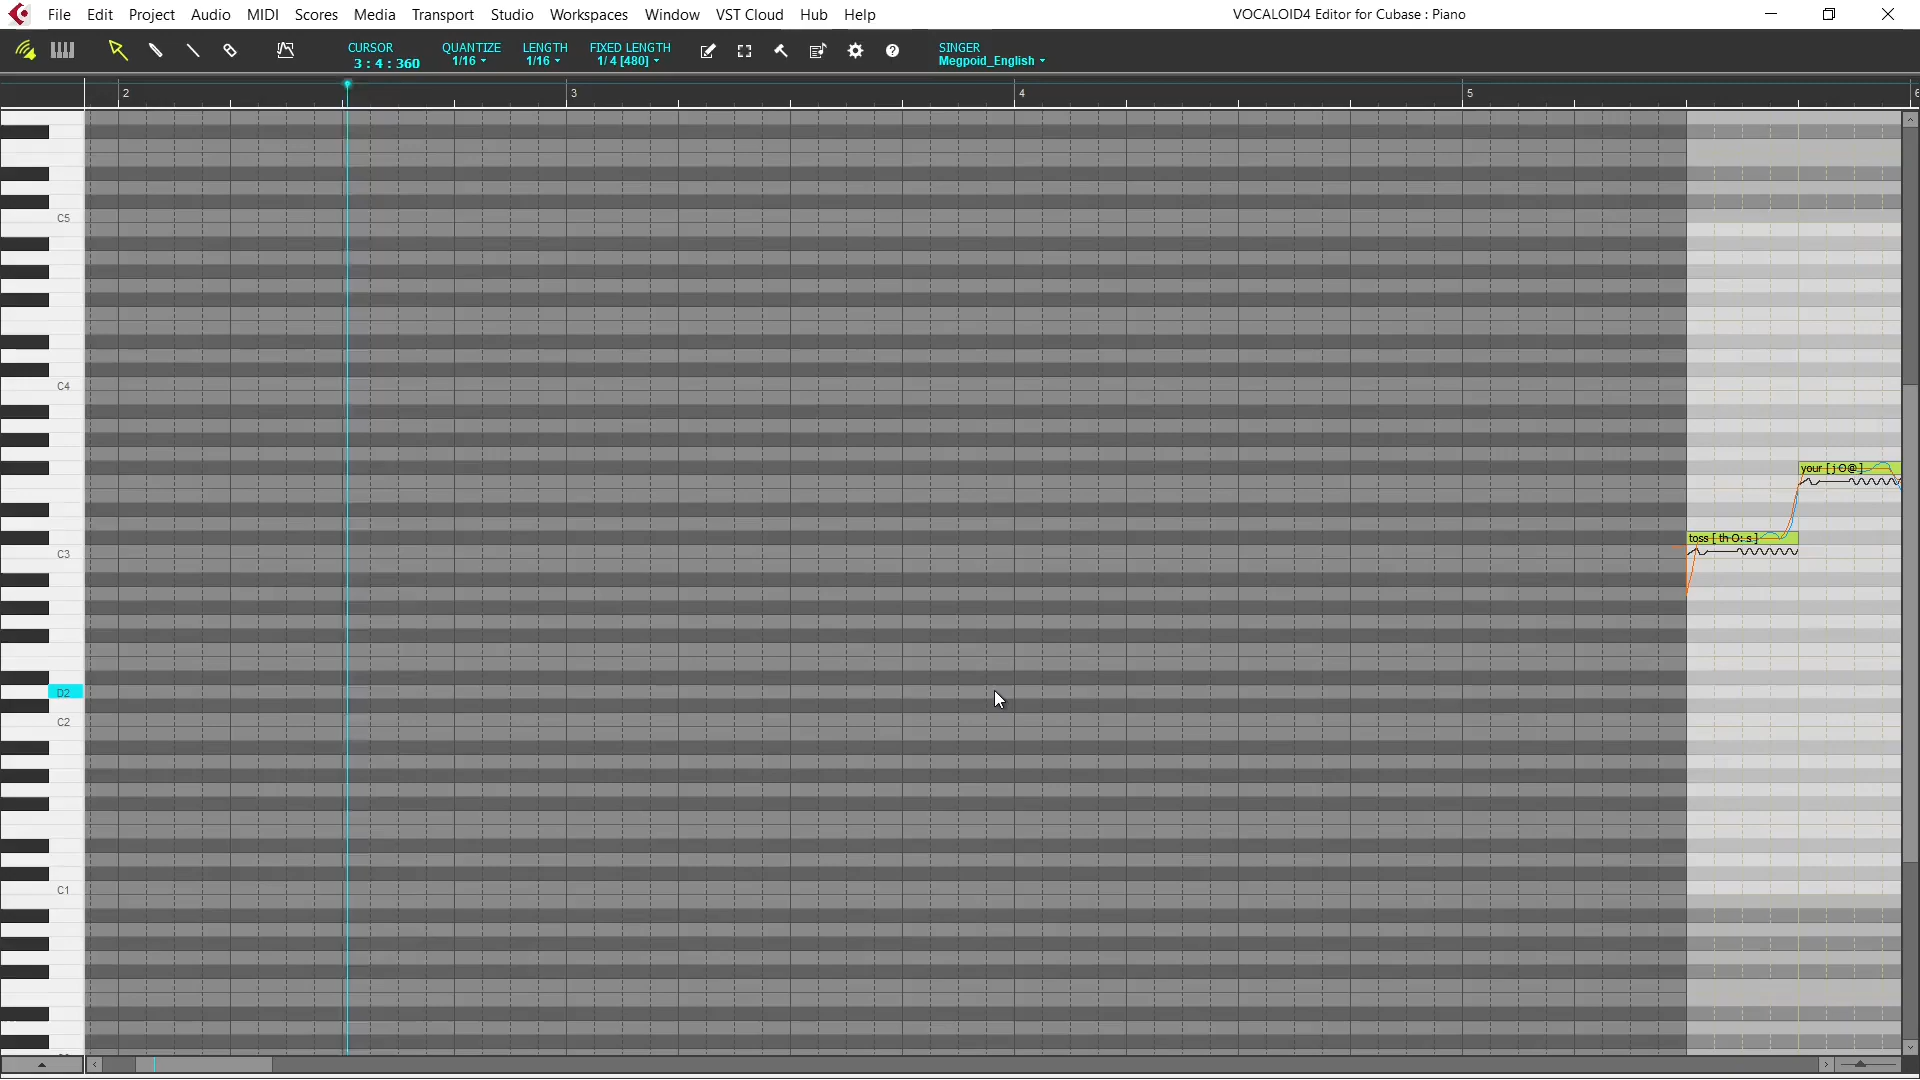 File Edit Project Audio MIDI Scores Media Transport Studio Workspaces Window VST Cloud Hub Help
VOCALOID4 Editor for Cubase : Piano
CURSOR QUANTIZE LENGTH FIXED LENGTH SINGER
3 : 4 : 360 1/16 1/16 1/ 4 [480] Megpoid_English
2 3 4 5 6
C5
C4
your [ j O@ ]
toss [ th O: s ]
C3
D2
C2
C1